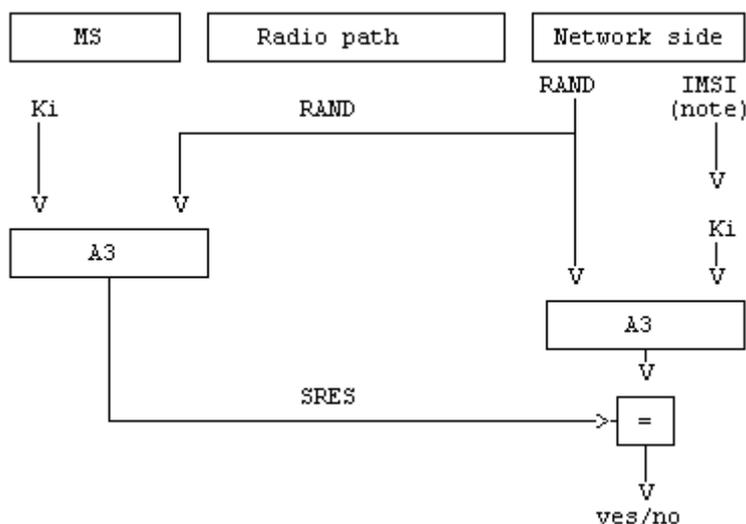 MS
Radio path
Network side
RAND
IMSI
(note)
Ki
RAND
Ki
A3
A3
SRES
=
yes/no